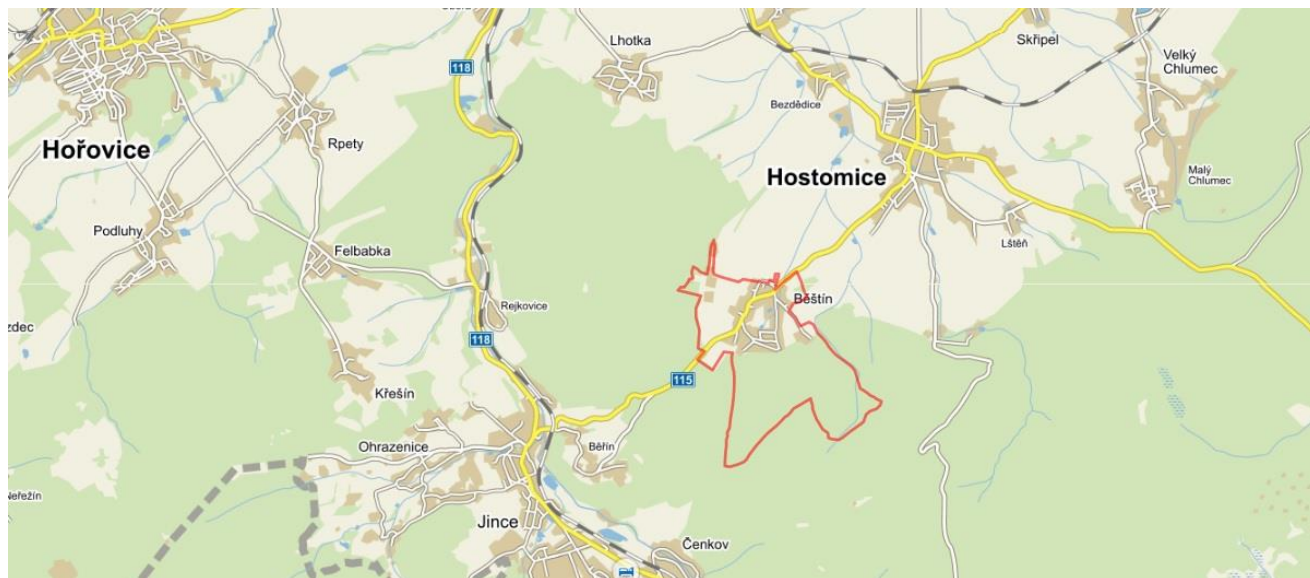 118
Lhotka
Skřipel
Velký
Chlumec
Bezdědice
Rpety
Hořovice
Hostomice
Malý
Chlumec
Podluhy
Felbabka
Lštěň
Rejkovice
Běštín
118
115
Křešín
Ohrazenice
Běřín
Neřežín
Jince
Čenkov